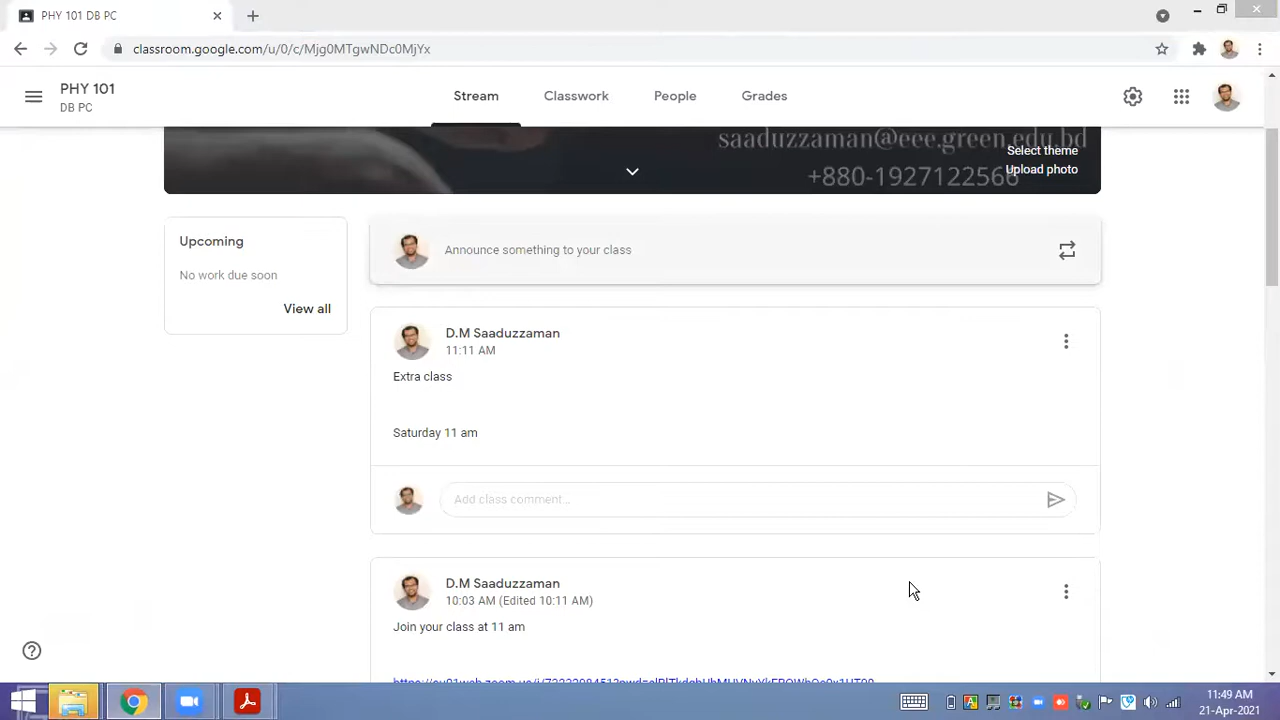 PHY 101 DB PC
classroom.google.com/u/0/c/Mjg0MTgwNDc0MjYx
PHY 101
DB PC
Stream Classwork People Grades
saaduzzaman@eee.green.edu.bd
Select theme
Upload photo
+880-1927122566
Upcoming
No work due soon
View all
Announce something to your class
D.M Saaduzzaman
11:11 AM
Extra class
Saturday 11 am
Add class comment...
D.M Saaduzzaman
10:03 AM (Edited 10:11 AM)
Join your class at 11 am
11:49 AM
21-Apr-2021